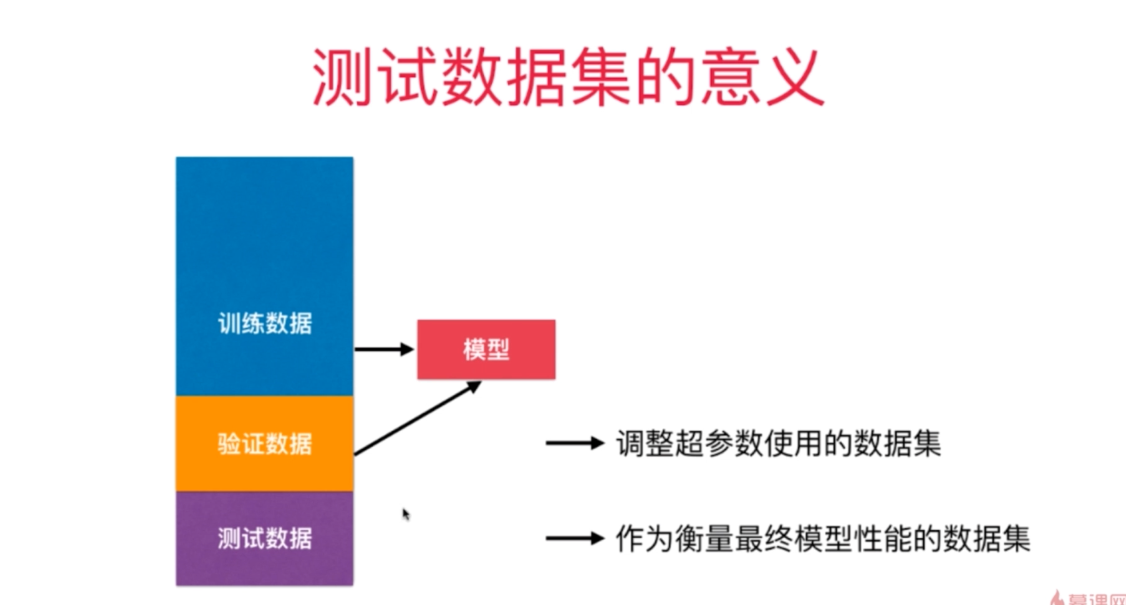 测试数据集的意义
训练数据
模型
验证数据
调整超参数使用的数据集
测试数据
作为衡量最终模型性能的数据集
慕课网